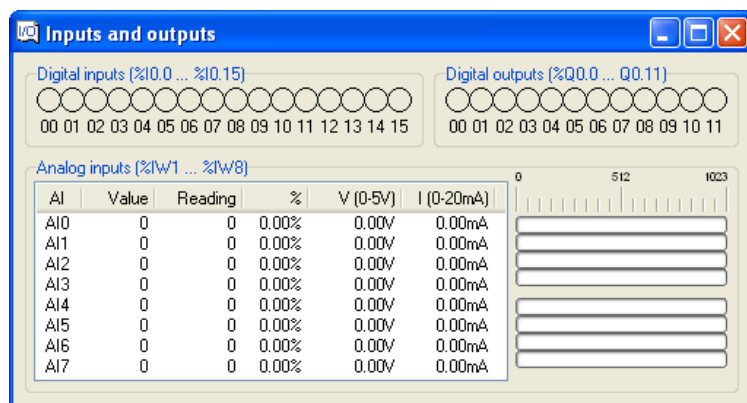 I/O Inputs and outputs
Digital inputs (%I0.0 ... %I0.15)
00 01 02 03 04 05 06 07 08 09 10 11 12 13 14 15
Digital outputs (%Q0.0 ... Q0.11)
00 01 02 03 04 05 06 07 08 09 10 11
Analog inputs (%IW1 ... %IW8)
0 512 1023
AI Value Reading % V (0-5V) I (0-20mA)
AI0 0 0 0.00% 0.00V 0.00mA
AI1 0 0 0.00% 0.00V 0.00mA
AI2 0 0 0.00% 0.00V 0.00mA
AI3 0 0 0.00% 0.00V 0.00mA
AI4 0 0 0.00% 0.00V 0.00mA
AI5 0 0 0.00% 0.00V 0.00mA
AI6 0 0 0.00% 0.00V 0.00mA
AI7 0 0 0.00% 0.00V 0.00mA